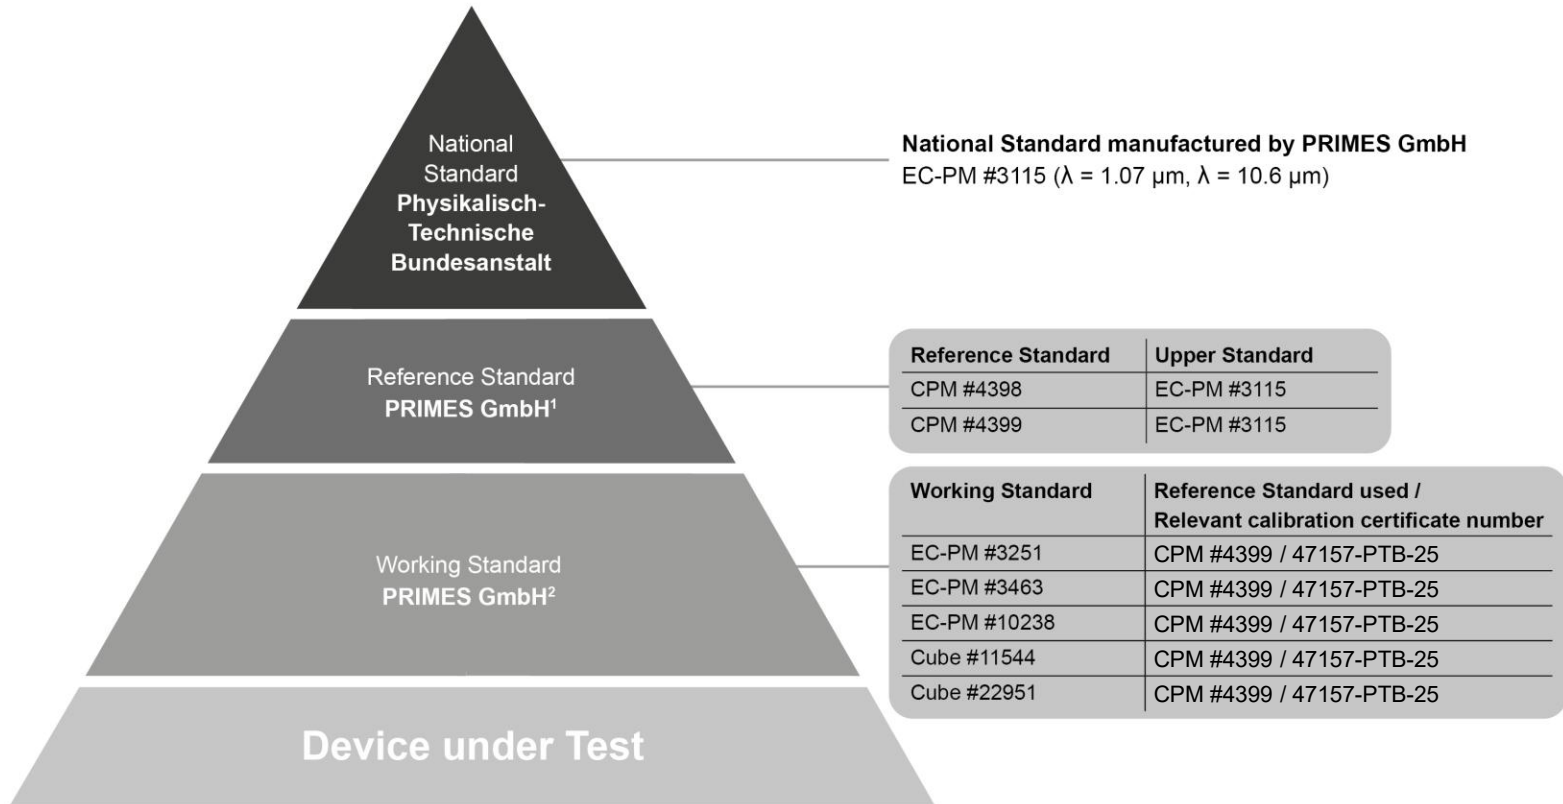 National
Standard
Physikalisch-
Technische
Bundesanstalt
National Standard manufactured by PRIMES GmbH
EC-PM #3115 (λ = 1.07 µm, λ = 10.6 µm)
Reference Standard
PRIMES GmbH¹
Reference Standard Upper Standard
CPM #4398 EC-PM #3115
CPM #4399 EC-PM #3115
Working Standard
PRIMES GmbH²
Working Standard Reference Standard used /
Relevant calibration certificate number
EC-PM #3251 CPM #4399 / 47157-PTB-25
EC-PM #3463 CPM #4399 / 47157-PTB-25
EC-PM #10238 CPM #4399 / 47157-PTB-25
Cube #11544 CPM #4399 / 47157-PTB-25
Cube #22951 CPM #4399 / 47157-PTB-25
Device under Test